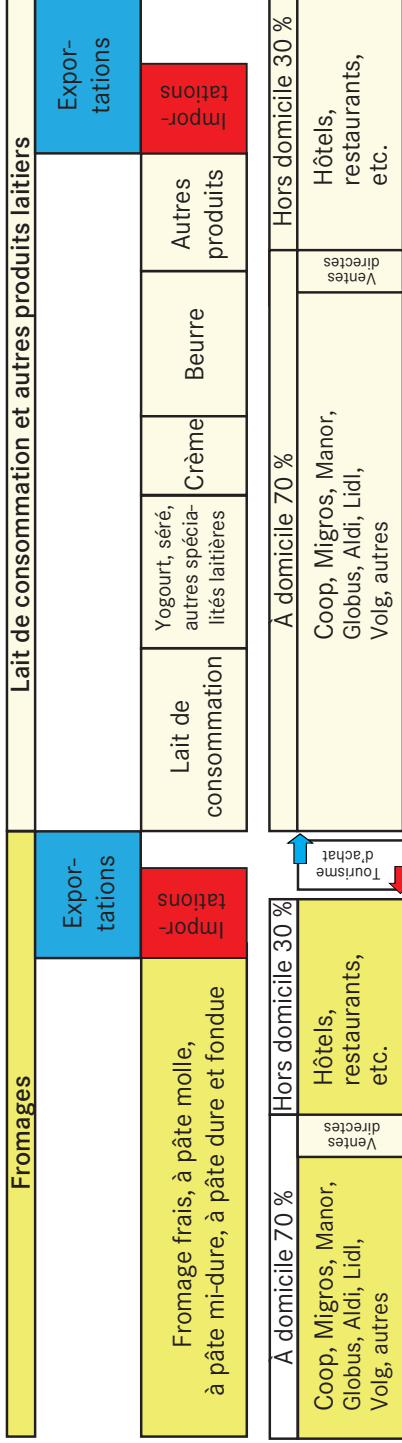 Fromages
Lait de consommation et autres produits laitiers
Expor-
tations
Expor-
tations
Fromage frais, à pâte molle,
à pâte mi-dure, à pâte dure et fondue
Impor-
tations
Lait de
consommation
Yogourt, séré,
autres spécia-
lités laitières
Crème
Beurre
Autres
produits
Impor-
tations
À domicile 70 %
Hors domicile 30 %
À domicile 70 %
Hors domicile 30 %
Coop, Migros, Manor,
Globus, Aldi, Lidl,
Volg, autres
Ventes
directes
Hôtels,
restaurants,
etc.
Tourisme
d'achat
Coop, Migros, Manor,
Globus, Aldi, Lidl,
Volg, autres
Ventes
directes
Hôtels,
restaurants,
etc.